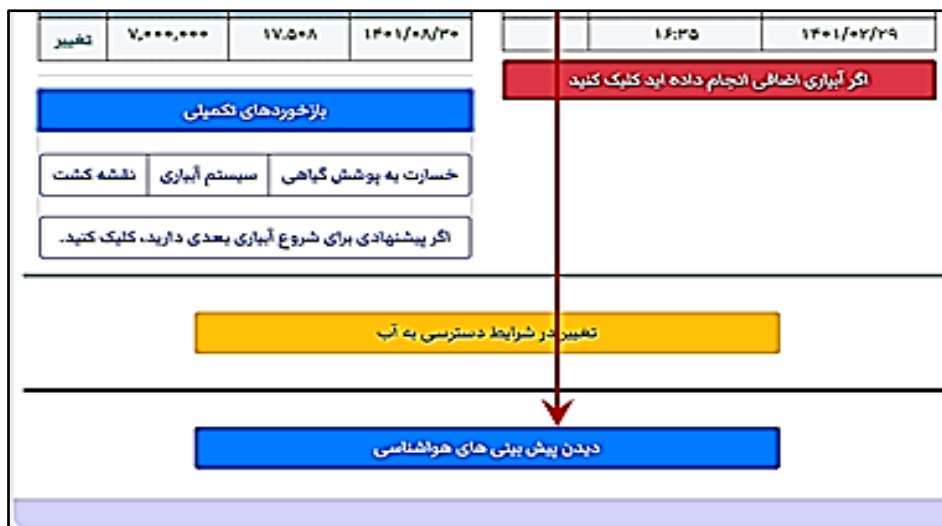 ۱۴۰۱/۰۲/۲۹ ۱۶:۳۵
۱۴۰۱/۰۸/۳۰ ۱۷.۵۰۸ ۷,۰۰۰,۰۰۰ تغییر
اگر آبیاری اضافی انجام داده اید کلیک کنید
بازخوردهای تکمیلی
خسارت به پوشش گیاهی سیستم آبیاری نقشه کشت
اگر پیشنهادی برای شروع آبیاری بعدی دارید، کلیک کنید.
تغییر در شرایط دسترسی به آب
دیدن پیش بینی های هواشناسی